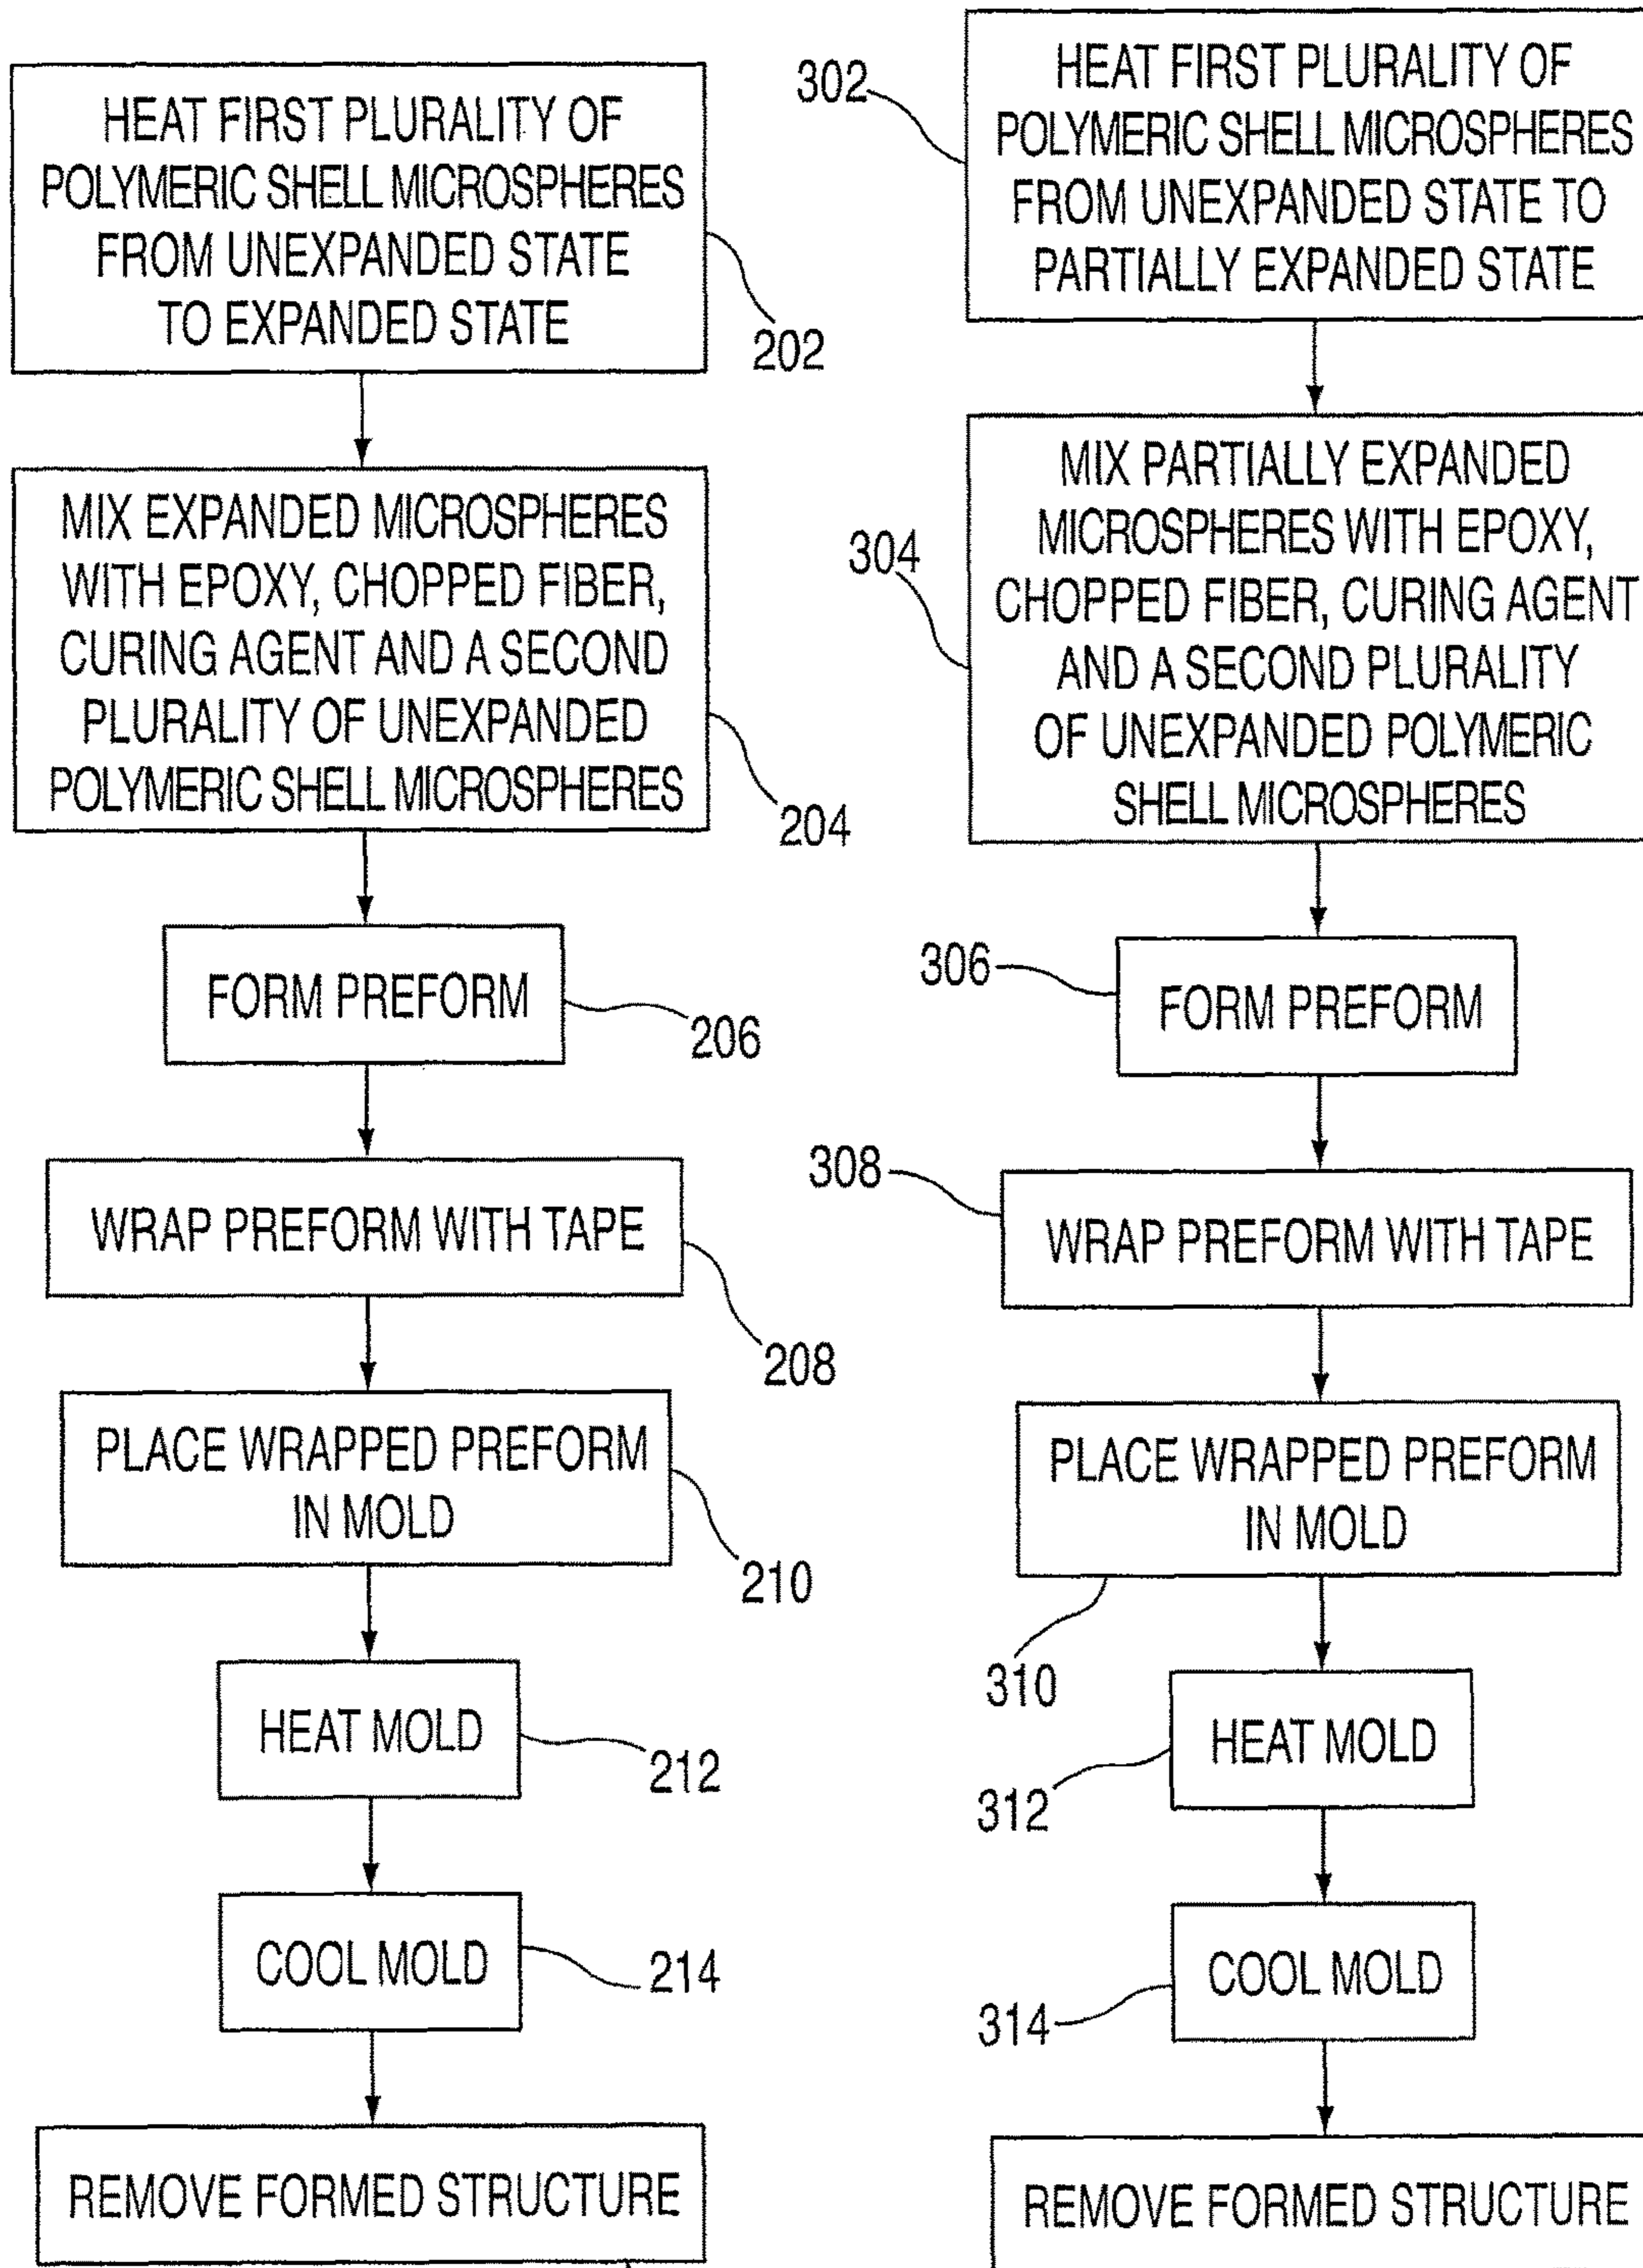 HEAT FIRST PLURALITY OF
POLYMERIC SHELL MICROSPHERES
FROM UNEXPANDED STATE
TO EXPANDED STATE
202
MIX EXPANDED MICROSPHERES
WITH EPOXY, CHOPPED FIBER,
CURING AGENT AND A SECOND
PLURALITY OF UNEXPANDED
POLYMERIC SHELL MICROSPHERES
204
FORM PREFORM
206
WRAP PREFORM WITH TAPE
208
PLACE WRAPPED PREFORM
IN MOLD
210
HEAT MOLD
212
COOL MOLD
214
REMOVE FORMED STRUCTURE
302
HEAT FIRST PLURALITY OF
POLYMERIC SHELL MICROSPHERES
FROM UNEXPANDED STATE TO
PARTIALLY EXPANDED STATE
304
MIX PARTIALLY EXPANDED
MICROSPHERES WITH EPOXY,
CHOPPED FIBER, CURING AGENT
AND A SECOND PLURALITY
OF UNEXPANDED POLYMERIC
SHELL MICROSPHERES
306
FORM PREFORM
308
WRAP PREFORM WITH TAPE
PLACE WRAPPED PREFORM
IN MOLD
310
HEAT MOLD
312
COOL MOLD
314
REMOVE FORMED STRUCTURE